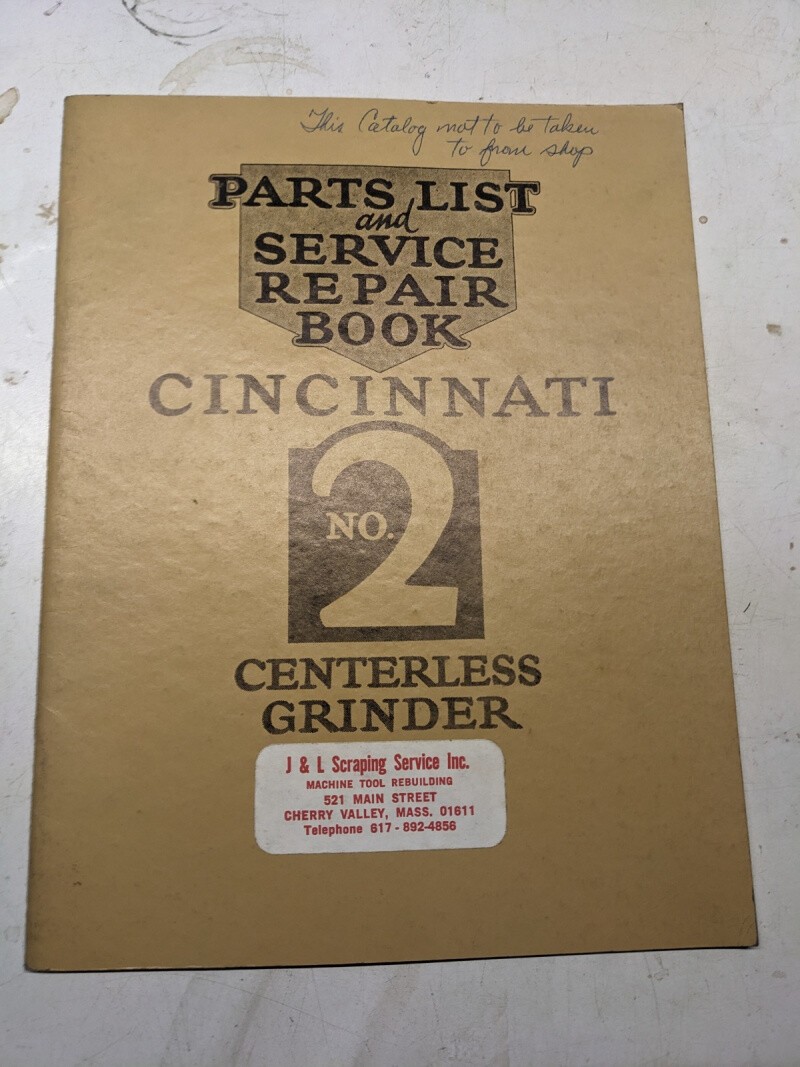 This Catalog not to be taken
to from shop
PARTS LIST
and
SERVICE
REPAIR
BOOK
CINCINNATI
NO. 2
CENTERLESS
GRINDER
J & L Scraping Service Inc.
MACHINE TOOL REBUILDING
521 MAIN STREET
CHERRY VALLEY, MASS. 01611
Telephone 617-892-4856